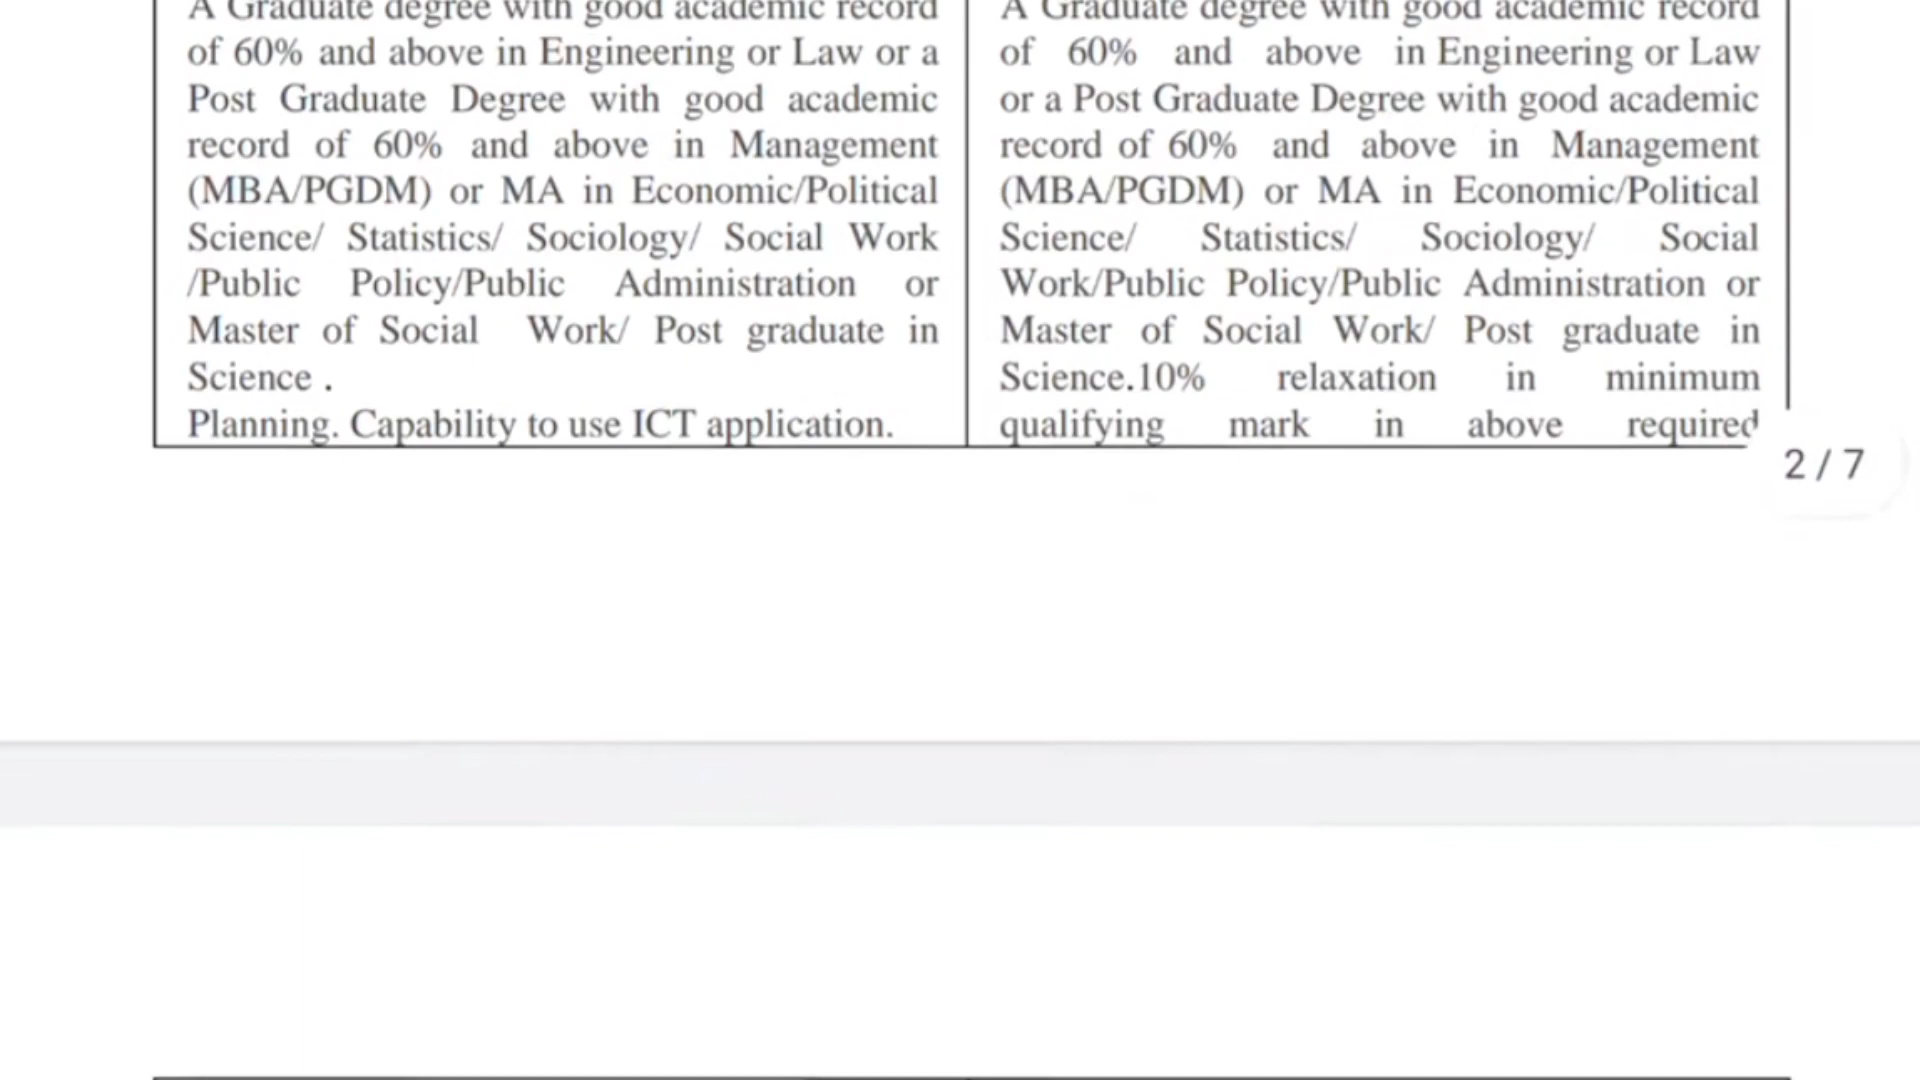 A Graduate degree with good academic record
of 60% and above in Engineering or Law or a
Post Graduate Degree with good academic
record of 60% and above in Management
(MBA/PGDM) or MA in Economic/Political
Science/ Statistics/ Sociology/ Social Work
/Public Policy/Public Administration or
Master of Social Work/ Post graduate in
Science .
Planning. Capability to use ICT application.
A Graduate degree with good academic record
of 60% and above in Engineering or Law
or a Post Graduate Degree with good academic
record of 60% and above in Management
(MBA/PGDM) or MA in Economic/Political
Science/ Statistics/ Sociology/ Social
Work/Public Policy/Public Administration or
Master of Social Work/ Post graduate in
Science.10% relaxation in minimum
qualifying mark in above required
2 / 7